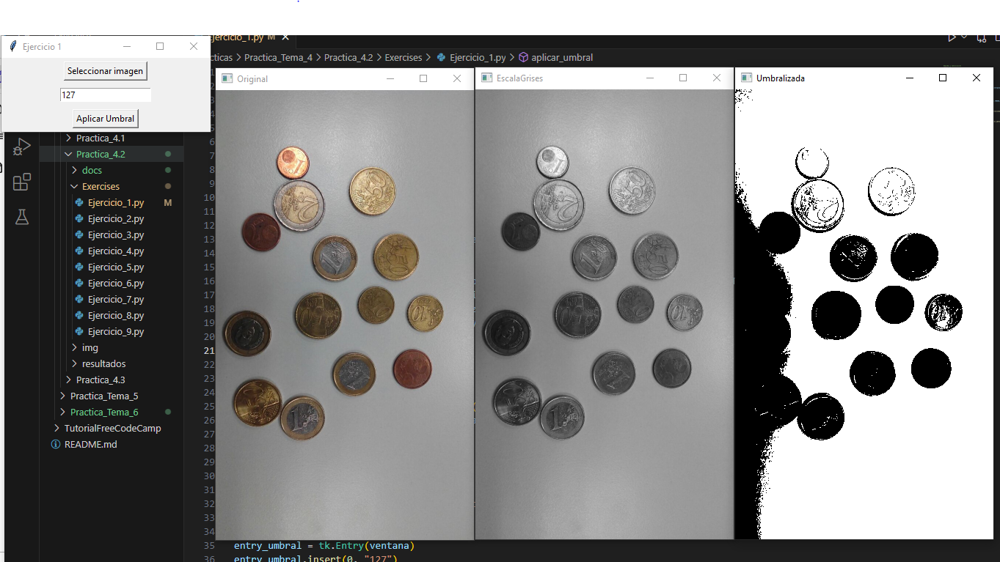 Ejercicio_1.py M
Ejercicio 1
Seleccionar imagen
127
Aplicar Umbral
cticas > Practica_Tema_4 > Practica_4.2 > Exercises > Ejercicio_1.py > aplicar_umbral
Original
EscalaGrises
Umbralizada
Practica_4.1
Practica_4.2
docs
Exercises
Ejercicio_1.py M
Ejercicio_2.py
Ejercicio_3.py
Ejercicio_4.py
Ejercicio_5.py
Ejercicio_6.py
Ejercicio_7.py
Ejercicio_8.py
Ejercicio_9.py
img
resultados
Practica_4.3
Practica_Tema_5
Practica_Tema_6
TutorialFreeCodeCamp
README.md
6
7
8
9
10
11
12
13
14
15
16
17
18
19
20
21
22
23
24
25
26
27
28
29
30
31
32
33
34
35 entry_umbral = tk.Entry(ventana)
36 entry_umbral.insert(0, "127")